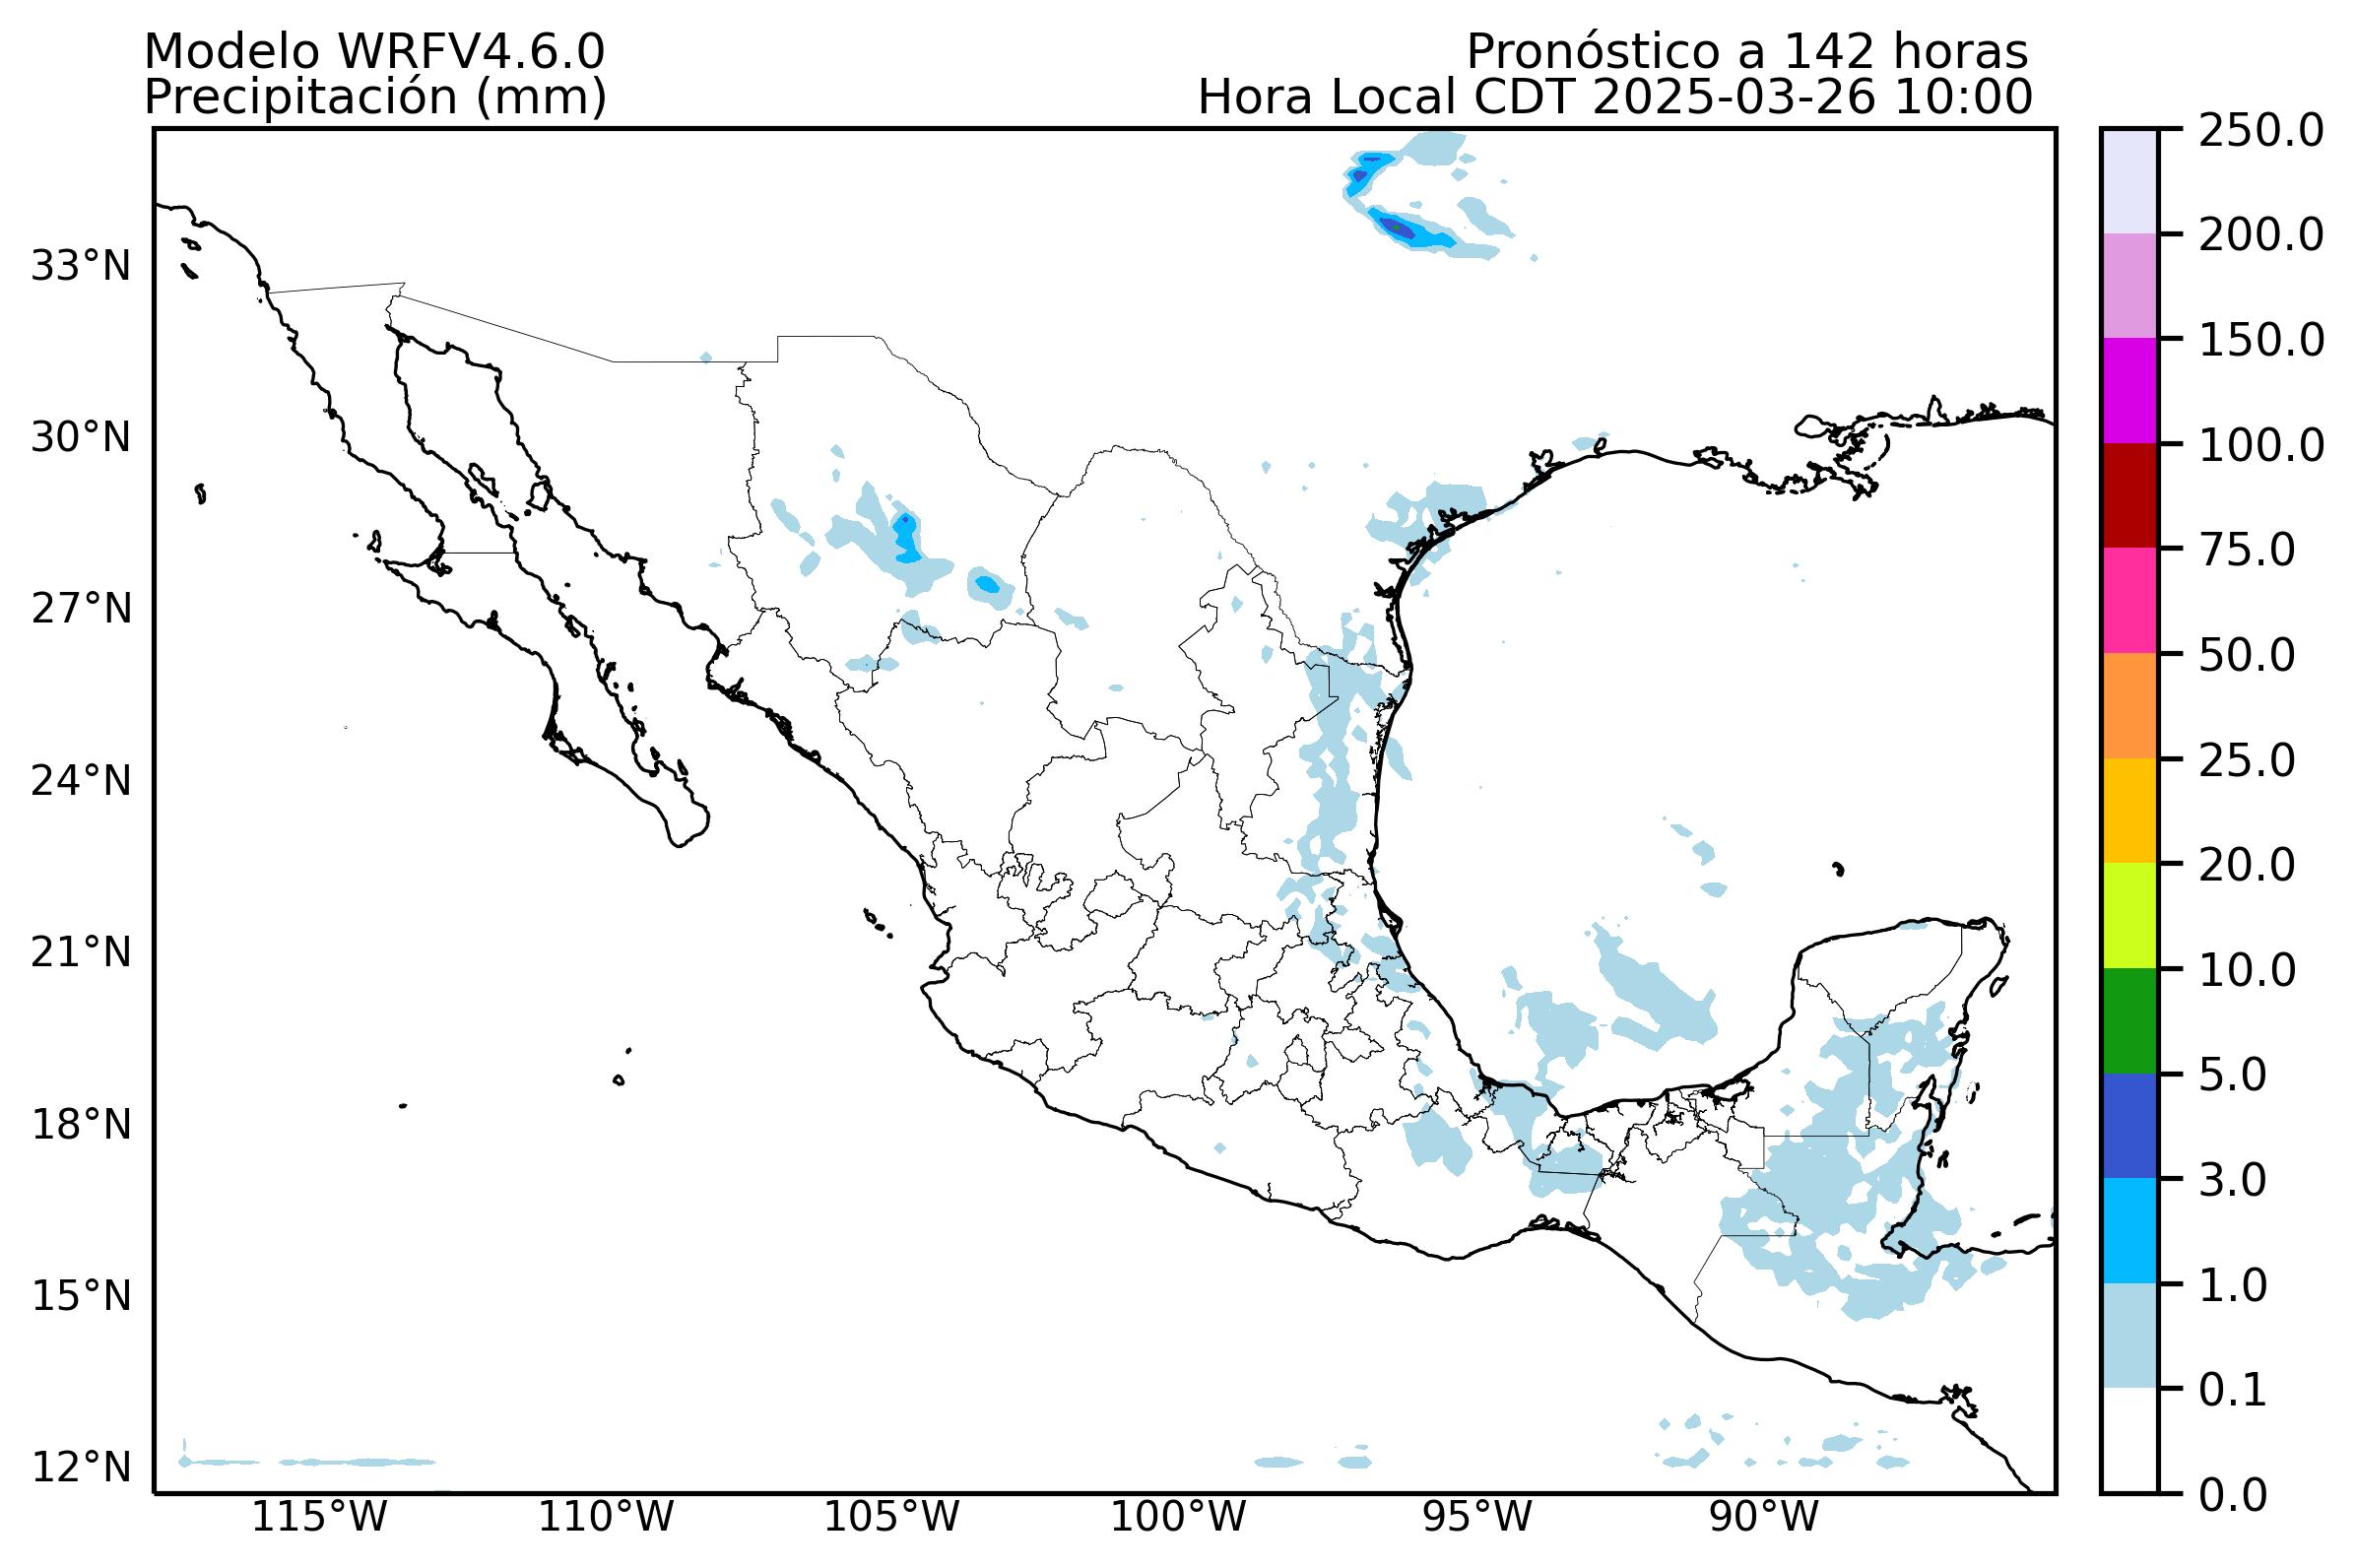 Modelo WRFV4.6.0
Pronóstico a 142 horas
Precipitación (mm)
Hora Local CDT 2025-03-26 10:00
33°N
30°N
27°N
24°N
21°N
18°N
15°N
12°N
115°W
110°W
105°W
100°W
95°W
90°W
250.0
200.0
150.0
100.0
75.0
50.0
25.0
20.0
10.0
5.0
3.0
1.0
0.1
0.0